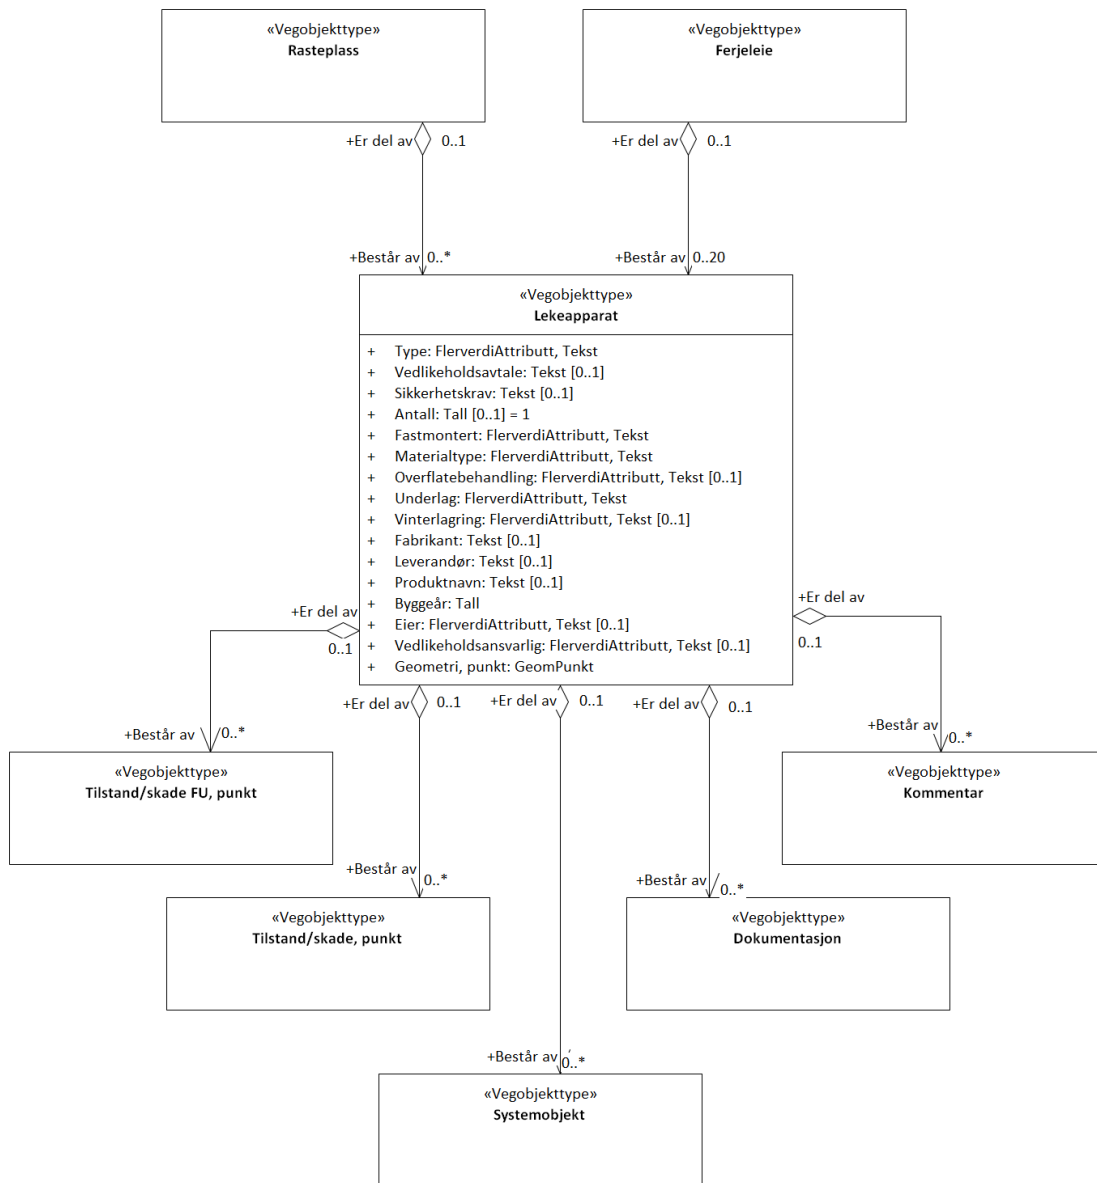 «Vegobjekttype»
Rasteplass
«Vegobjekttype»
Ferjeleie
+Er del av 0..1
+Er del av 0..1
+Består av 0..*
+Består av 0..20
«Vegobjekttype»
Lekeapparat
+ Type: FlerverdiAttributt, Tekst
+ Vedlikeholdsavtale: Tekst [0..1]
+ Sikkerhetskrav: Tekst [0..1]
+ Antall: Tall [0..1] = 1
+ Fastmontert: FlerverdiAttributt, Tekst
+ Materialtype: FlerverdiAttributt, Tekst
+ Overflatebehandling: FlerverdiAttributt, Tekst [0..1]
+ Underlag: FlerverdiAttributt, Tekst
+ Vinterlagring: FlerverdiAttributt, Tekst [0..1]
+ Fabrikant: Tekst [0..1]
+ Leverandør: Tekst [0..1]
+ Produktnavn: Tekst [0..1]
+ Byggeår: Tall
+ Eier: FlerverdiAttributt, Tekst [0..1]
+ Vedlikeholdsansvarlig: FlerverdiAttributt, Tekst [0..1]
+ Geometri, punkt: GeomPunkt
+Er del av
0..1
+Er del av
0..1
+Er del av 0..1
+Er del av 0..1
+Er del av 0..1
+Består av 0..*
+Består av 0..*
«Vegobjekttype»
Tilstand/skade FU, punkt
«Vegobjekttype»
Kommentar
+Består av 0..*
+Består av 0..*
«Vegobjekttype»
Tilstand/skade, punkt
«Vegobjekttype»
Dokumentasjon
+Består av 0..*
«Vegobjekttype»
Systemobjekt